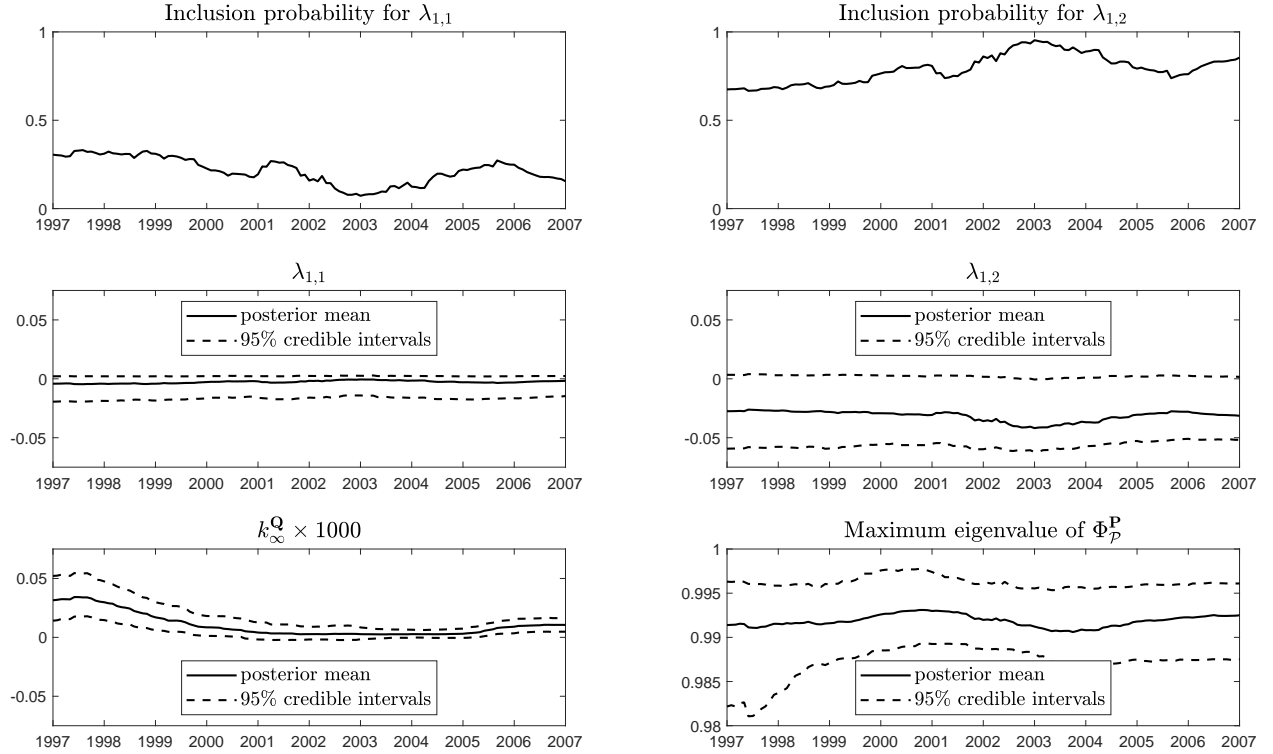 Inclusion probability for λ1,1
1
0.5
0
1997 1998 1999 2000 2001 2002 2003 2004 2005 2006 2007
Inclusion probability for λ1,2
1
0.5
0
1997 1998 1999 2000 2001 2002 2003 2004 2005 2006 2007
λ1,1
posterior mean
95% credible intervals
0.05
0
-0.05
1997 1998 1999 2000 2001 2002 2003 2004 2005 2006 2007
λ1,2
posterior mean
95% credible intervals
0.05
0
-0.05
1997 1998 1999 2000 2001 2002 2003 2004 2005 2006 2007
k∞^Q × 1000
0.05
0
-0.05
posterior mean
95% credible intervals
1997 1998 1999 2000 2001 2002 2003 2004 2005 2006 2007
Maximum eigenvalue of Φ_𝒫^P
1
0.995
0.99
0.985
0.98
posterior mean
95% credible intervals
1997 1998 1999 2000 2001 2002 2003 2004 2005 2006 2007